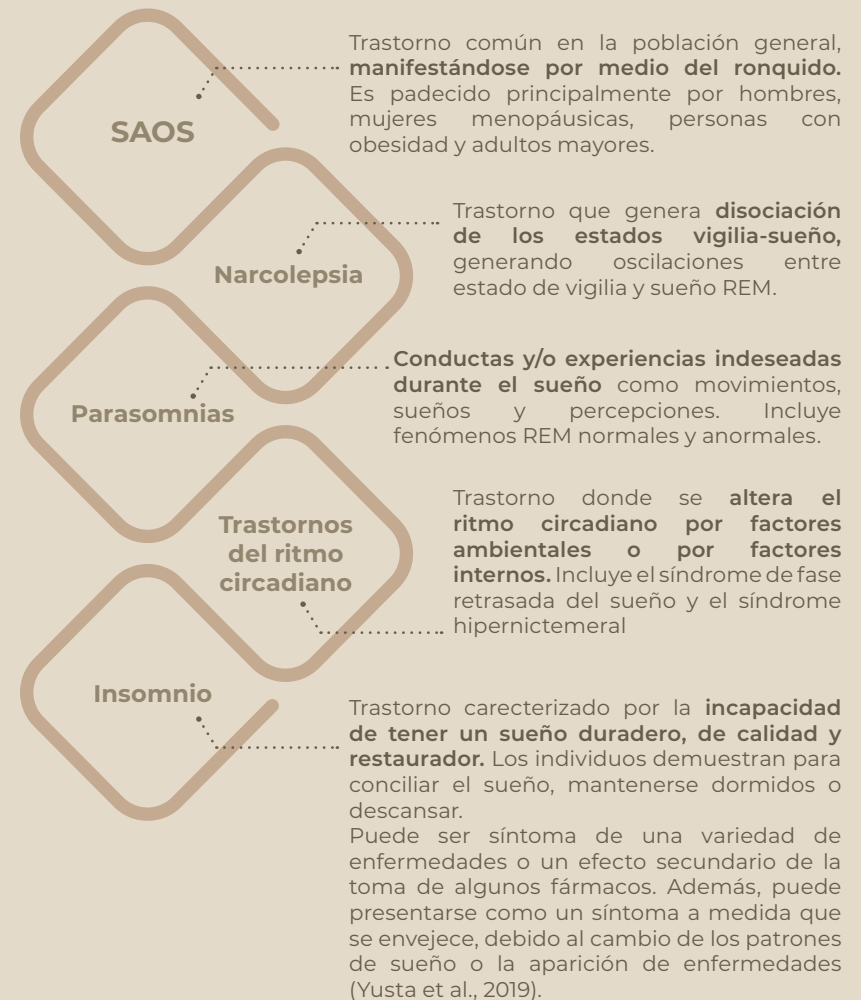 SAOS
Trastorno común en la población general,
manifestándose por medio del ronquido.
Es padecido principalmente por hombres,
mujeres menopáusicas, personas con
obesidad y adultos mayores.
Narcolepsia
Trastorno que genera disociación
de los estados vigilia-sueño,
generando oscilaciones entre
estado de vigilia y sueño REM.
Parasomnias
Conductas y/o experiencias indeseadas
durante el sueño como movimientos,
sueños y percepciones. Incluye
fenómenos REM normales y anormales.
Trastornos
del ritmo
circadiano
Trastorno donde se altera el
ritmo circadiano por factores
ambientales o por factores
internos. Incluye el síndrome de fase
retrasada del sueño y el síndrome
hipernictemeral
Insomnio
Trastorno carecterizado por la incapacidad
de tener un sueño duradero, de calidad y
restaurador. Los individuos demuestran para
conciliar el sueño, mantenerse dormidos o
descansar.
Puede ser síntoma de una variedad de
enfermedades o un efecto secundario de la
toma de algunos fármacos. Además, puede
presentarse como un síntoma a medida que
se envejece, debido al cambio de los patrones
de sueño o la aparición de enfermedades
(Yusta et al., 2019).